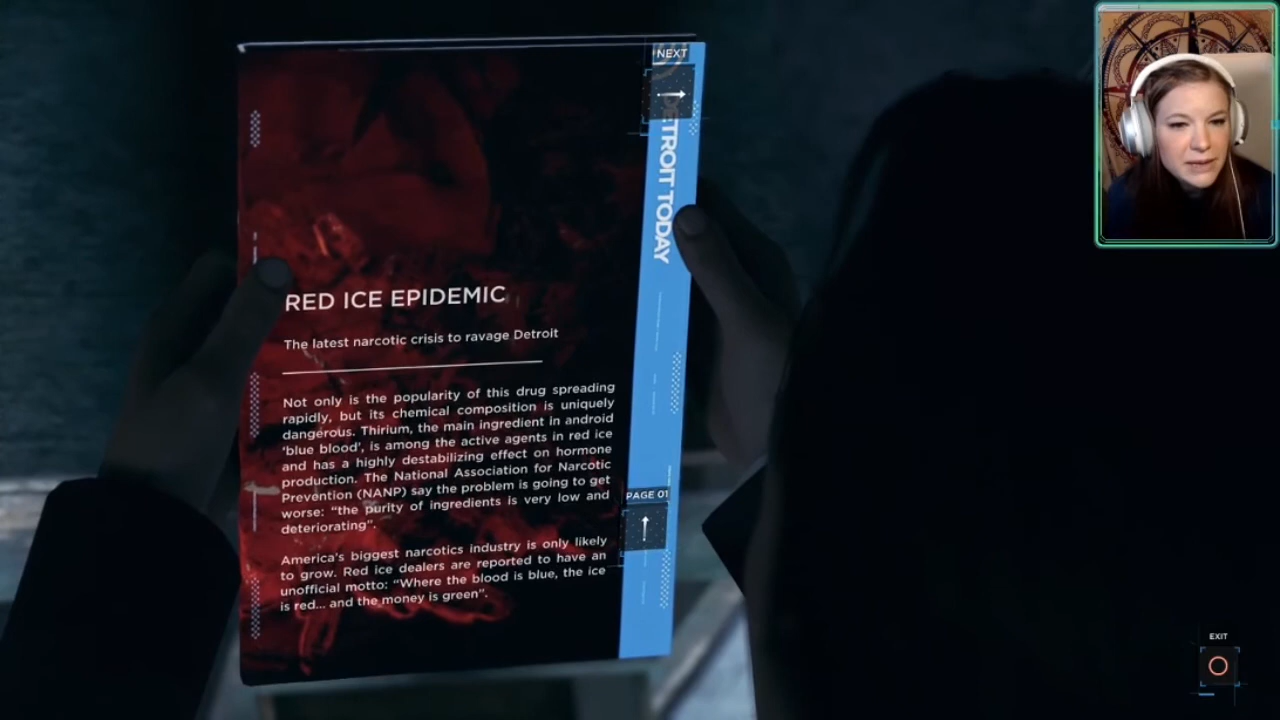 NEXT
DETROIT TODAY
RED ICE EPIDEMIC
The latest narcotic crisis to ravage Detroit
Not only is the popularity of this drug spreading
rapidly, but its chemical composition is uniquely
dangerous. Thirium, the main ingredient in android
‘blue blood’, is among the active agents in red ice
and has a highly destabilizing effect on hormone
production. The National Association for Narcotic
Prevention (NANP) say the problem is going to get
worse: “the purity of ingredients is very low and
deteriorating”.
America’s biggest narcotics industry is only likely
to grow. Red ice dealers are reported to have an
unofficial motto: “Where the blood is blue, the ice
is red... and the money is green”.
PAGE 01
EXIT